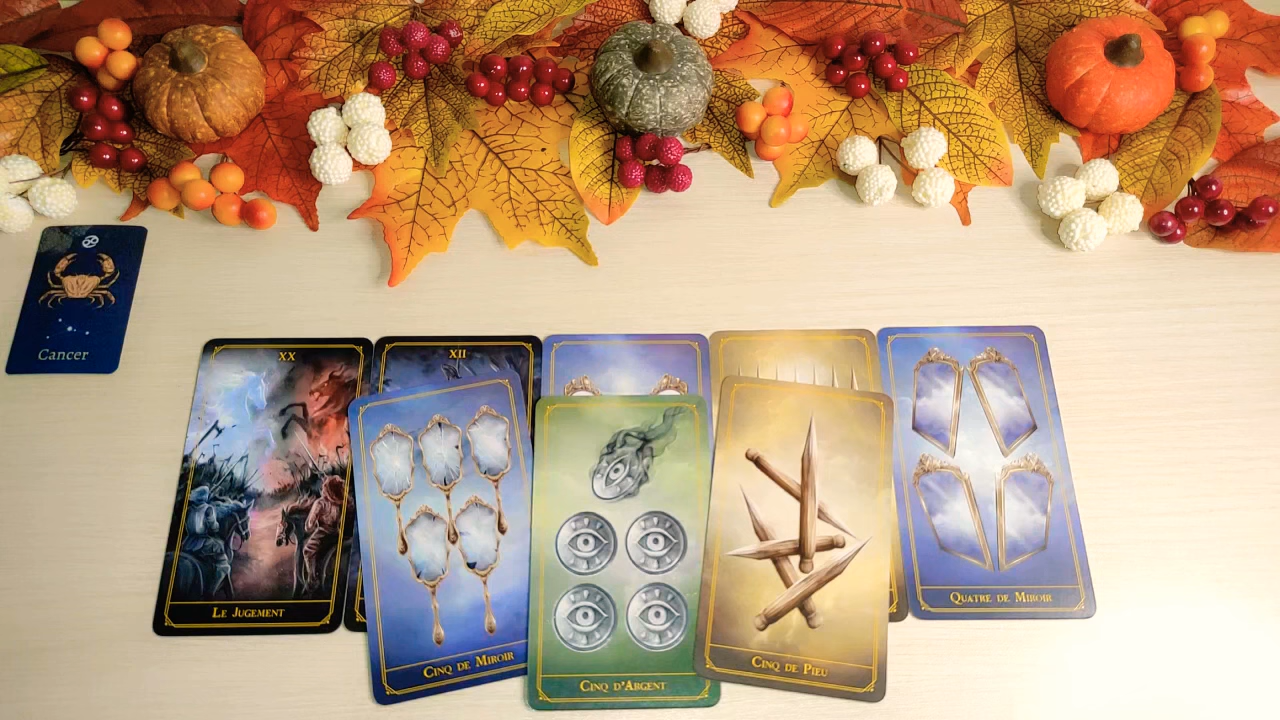 Cancer
XX
Le Jugement
XII
Cinq de Miroir
Cinq d'Argent
Cinq de Pieu
Quatre de Miroir